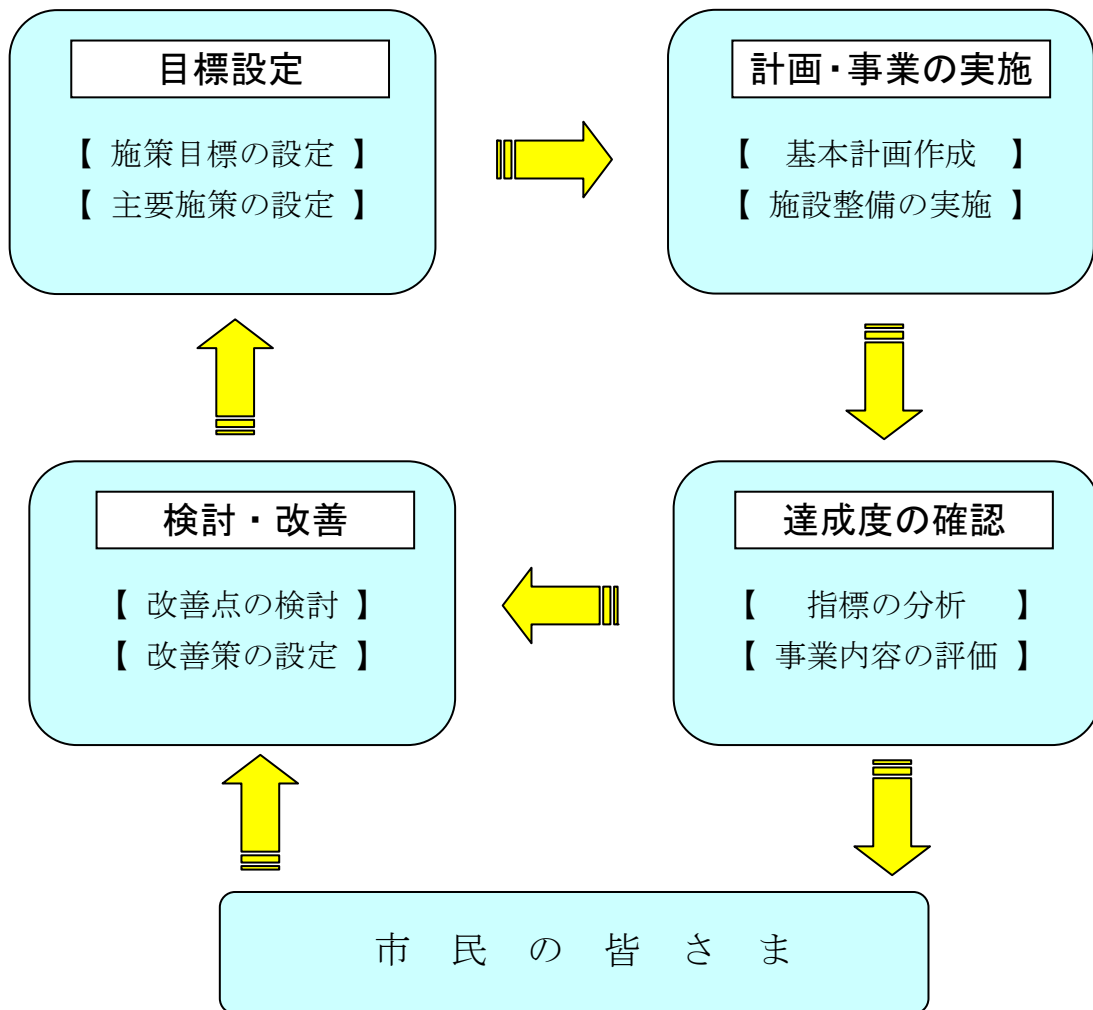 目標設定
【 施策目標の設定 】
【 主要施策の設定 】
計画・事業の実施
【 基本計画作成 】
【 施設整備の実施 】
検討・改善
【 改善点の検討 】
【 改善策の設定 】
達成度の確認
【 指標の分析 】
【 事業内容の評価 】
市 民 の 皆 さ ま